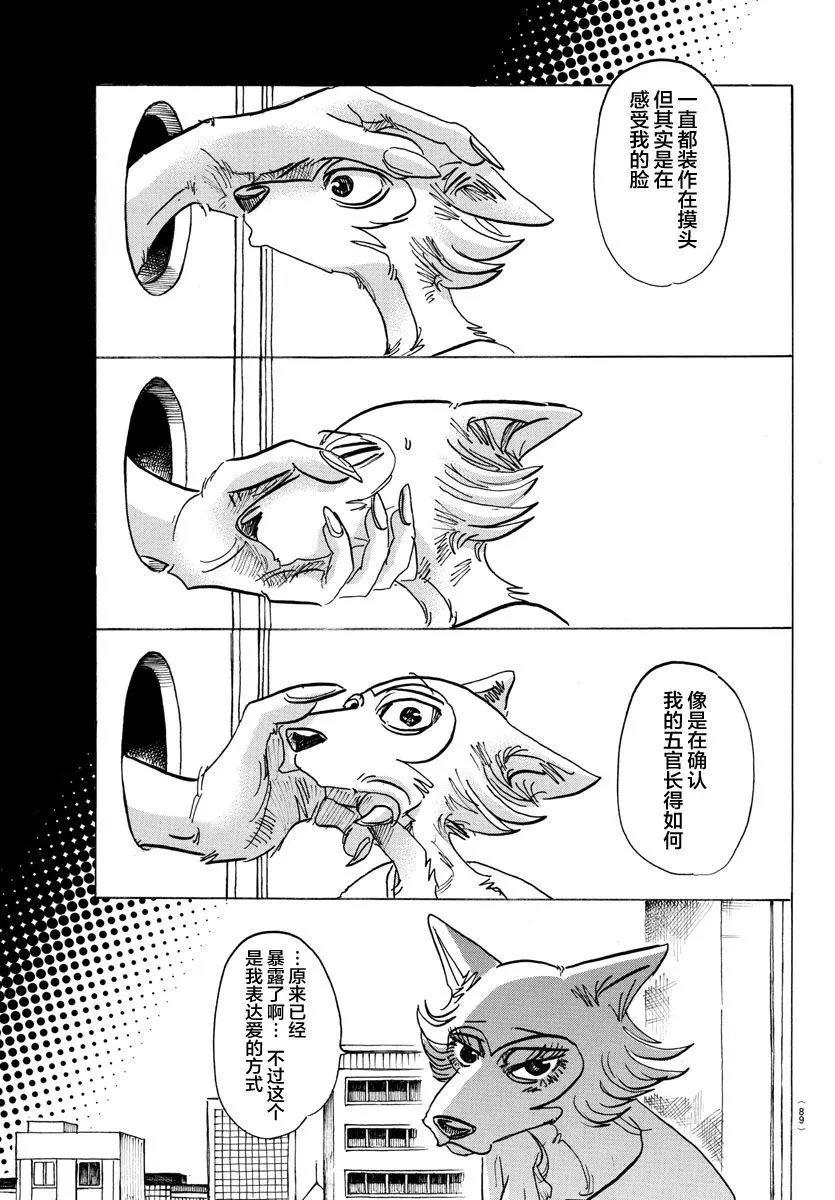 一直都装作在摸头
但其实是在
感受我的脸
像是在确认
我的五官长得如何
…原来已经
暴露了啊… 不过这个
是我表达爱的方式
(89)